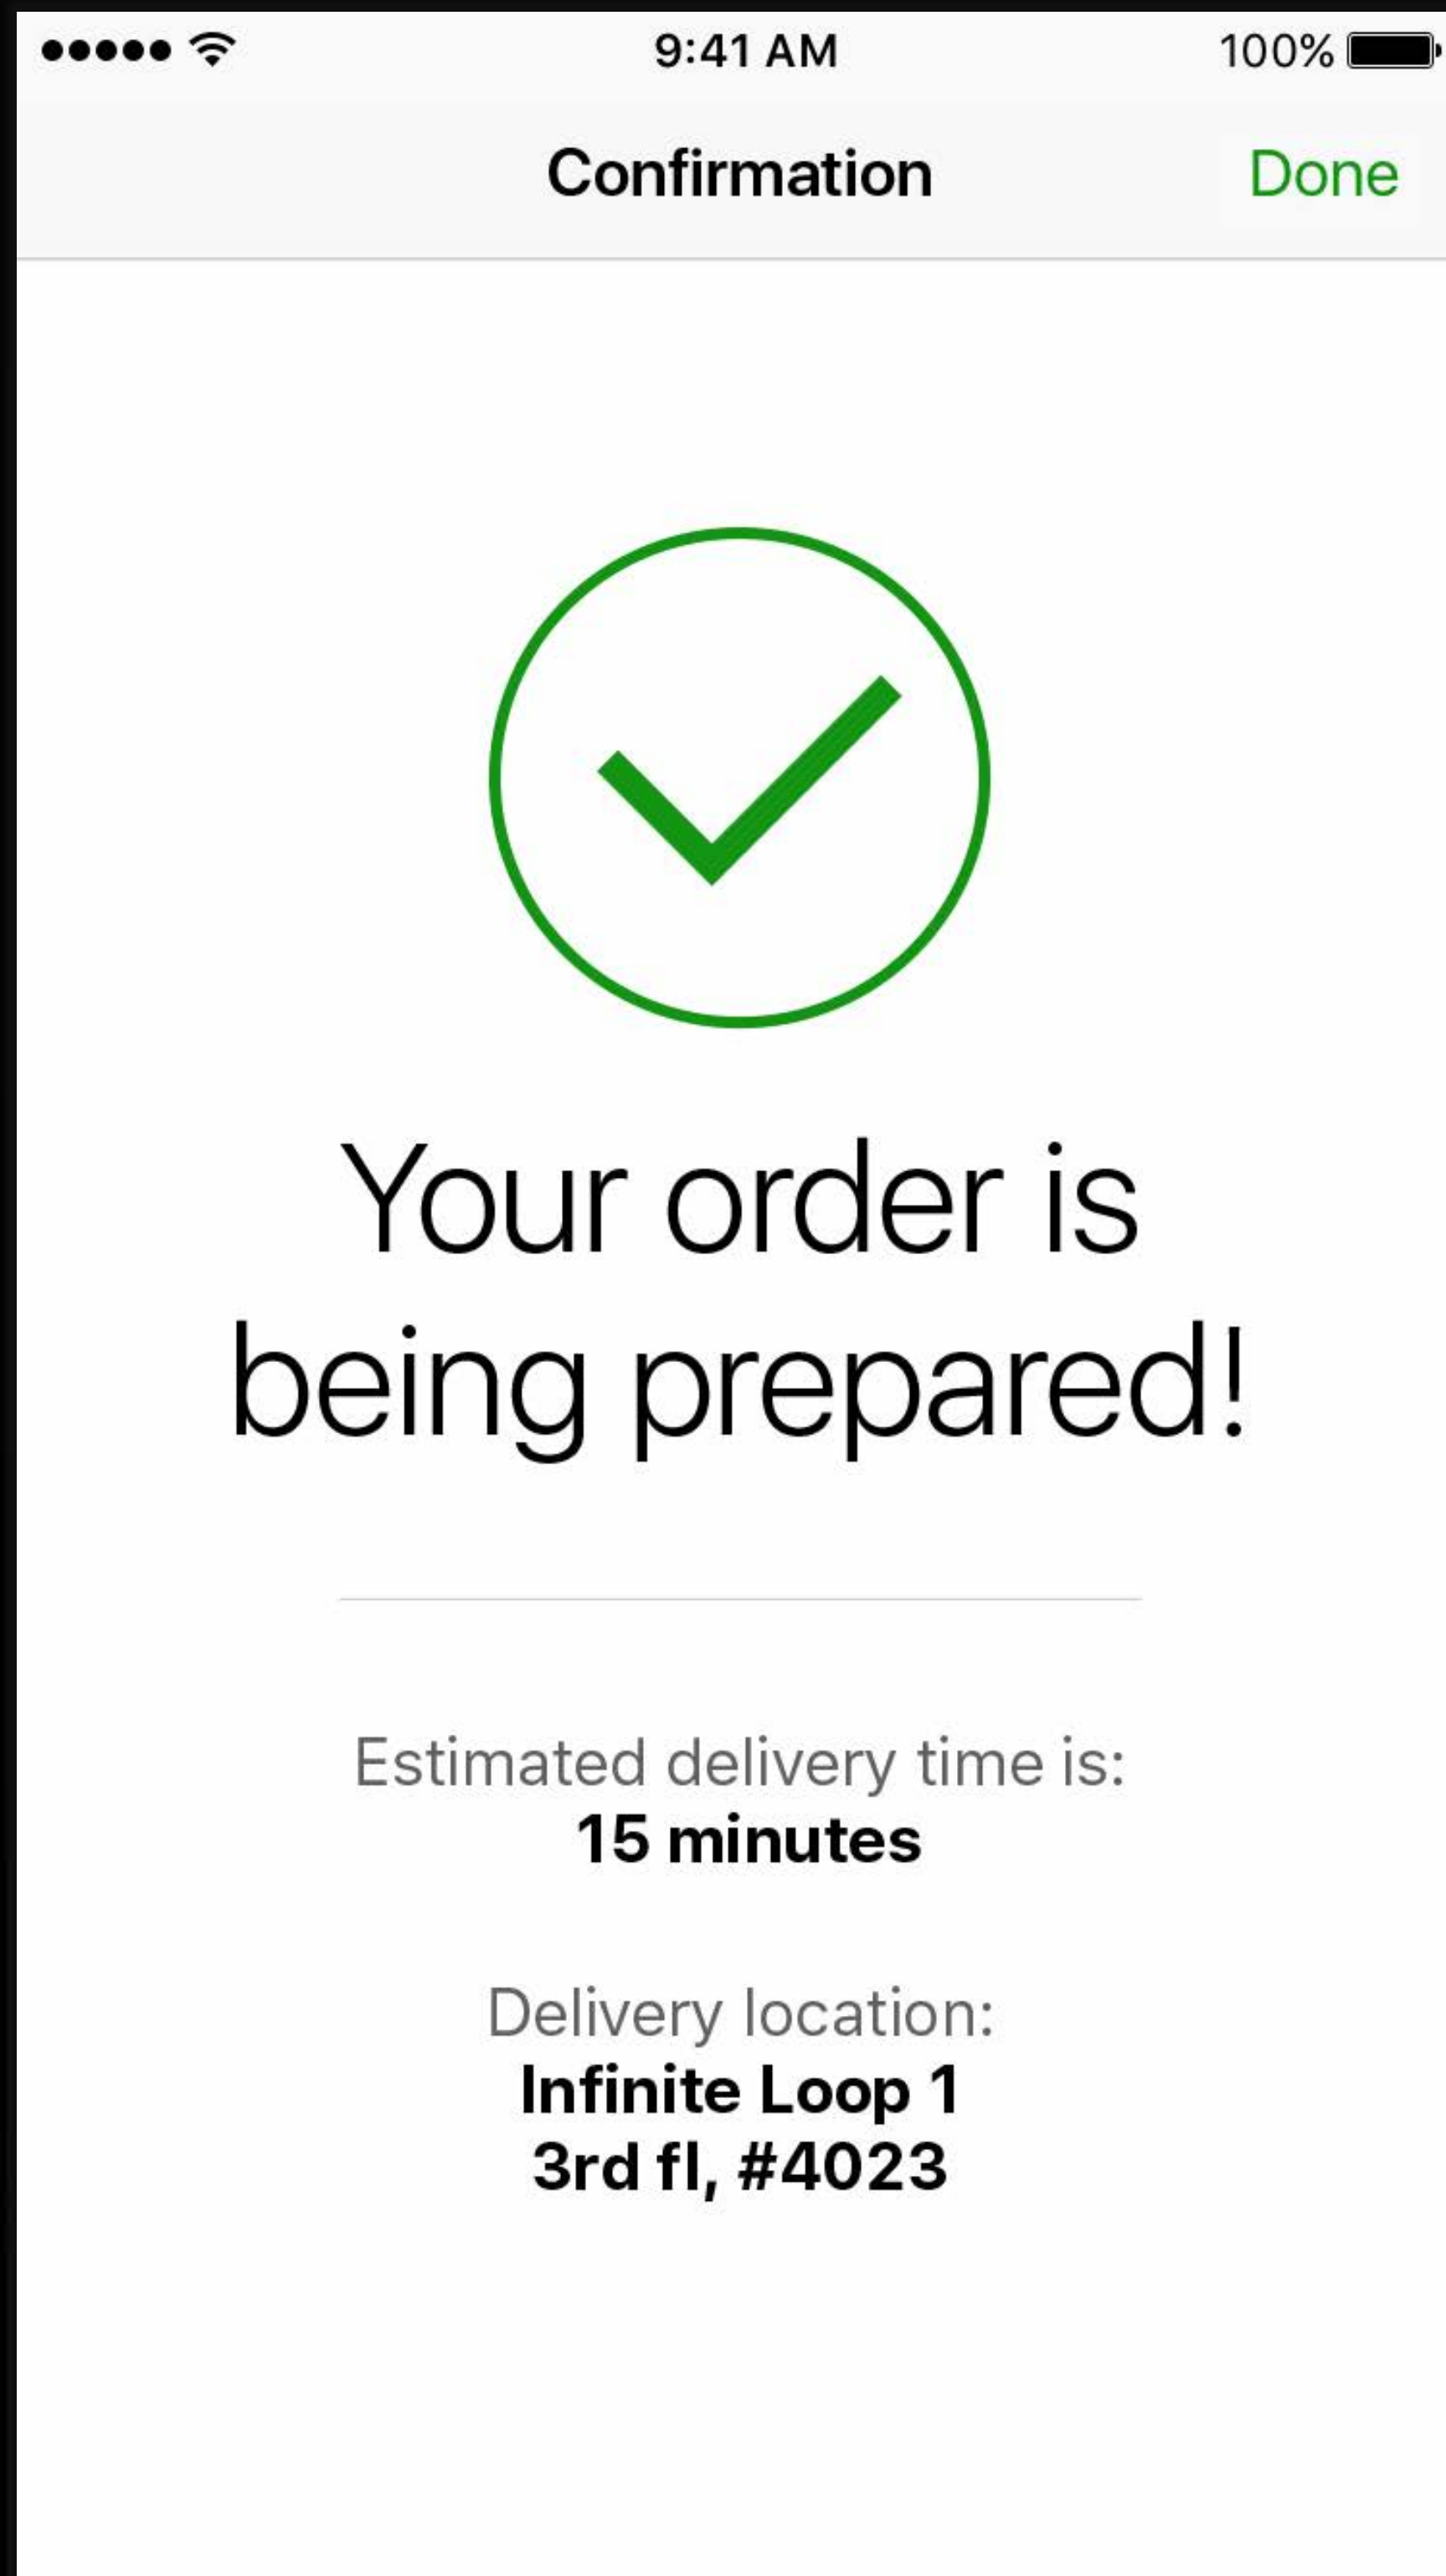 9:41 AM
100%
Confirmation
Done
Your order is
being prepared!
Estimated delivery time is:
15 minutes
Delivery location:
Infinite Loop 1
3rd fl, #4023